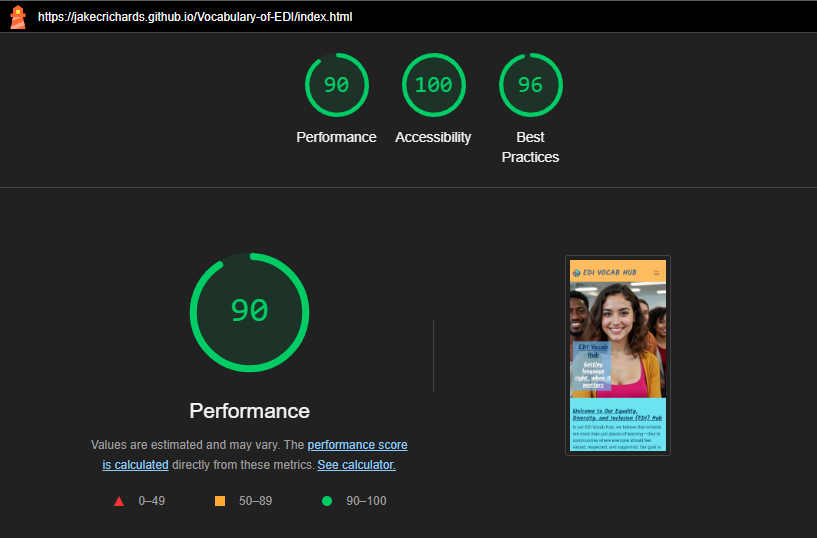 https://jakecrichards.github.io/Vocabulary-of-EDI/index.html
90
100
96
Performance
Accessibility
Best
Practices
90
Performance
Values are estimated and may vary. The performance score
is calculated directly from these metrics. See calculator.
0–49
50–89
90–100
EDI VOCAB HUB
EDI Vocab
Hub
Getting
language
right, when it
matters
Welcome to Our Equality,
Diversity, and Inclusion (EDI) Hub
In our EDI Vocab Hub, we believe that schools
are more than just places of learning—they're
communities where everyone should feel
valued, respected, and supported. Our goal is